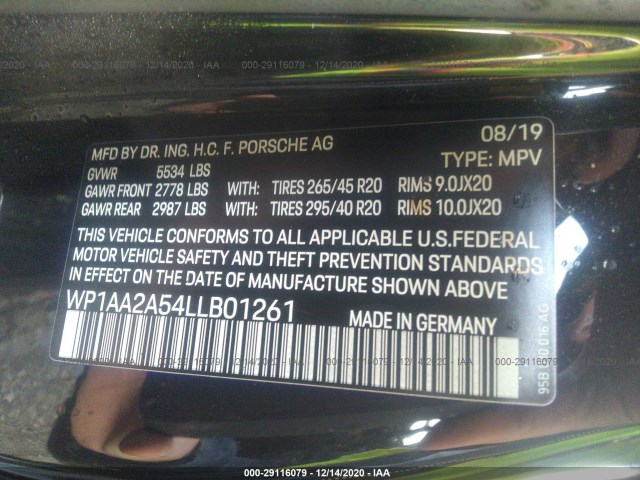 MFD BY DR. ING. H.C. F. PORSCHE AG 08/19
GVWR 5534 LBS TYPE: MPV
GAWR FRONT 2778 LBS WITH: TIRES 265/45 R20 RIMS 9.0JX20
GAWR REAR 2987 LBS WITH: TIRES 295/40 R20 RIMS 10.0JX20
THIS VEHICLE CONFORMS TO ALL APPLICABLE U.S.FEDERAL
MOTOR VEHICLE SAFETY AND THEFT PREVENTION STANDARDS
IN EFFECT ON THE DATE OF MANUFACTURE SHOWN ABOVE
WP1AA2A54LLB01261
95B 016 AG
000-29116079 - 12/14/2020 - IAA